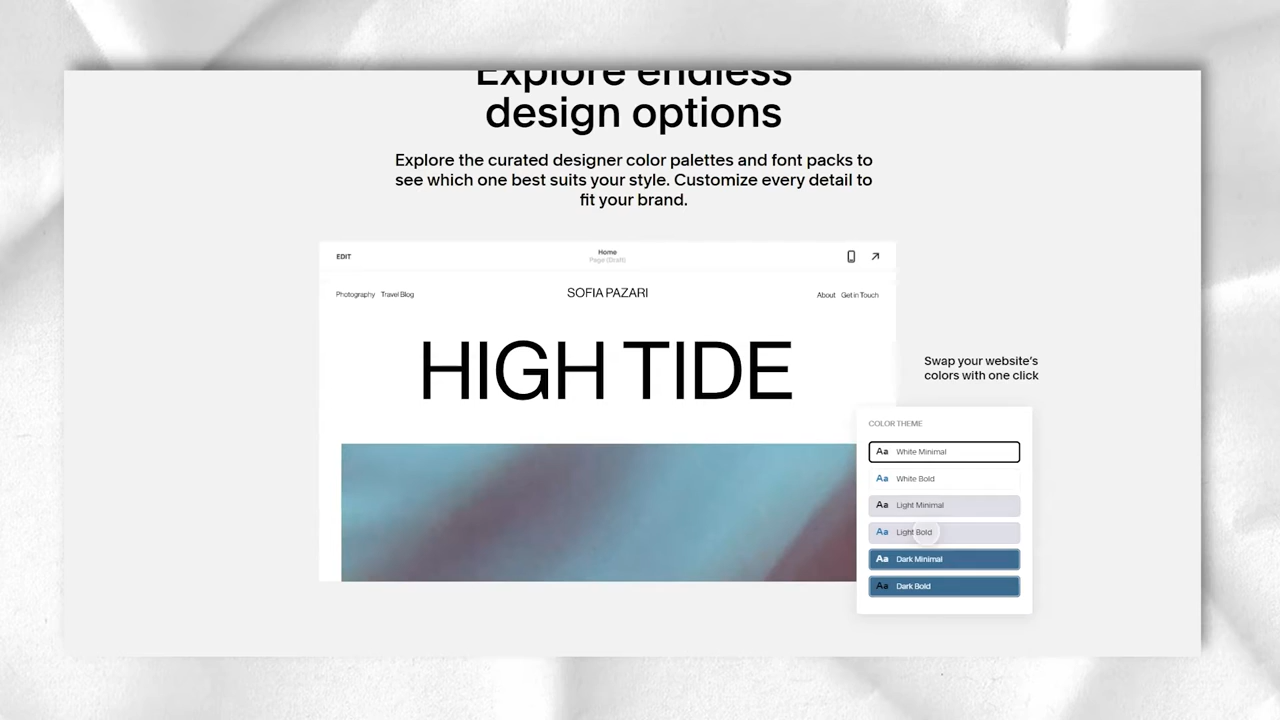 Explore endless
design options
Explore the curated designer color palettes and font packs to
see which one best suits your style. Customize every detail to
fit your brand.
EDIT
Home
Page (Draft)
Photography Travel Blog
SOFIA PAZARI
About Get in Touch
HIGH TIDE
Swap your website's
colors with one click
COLOR THEME
Aa White Minimal
Aa White Bold
Aa Light Minimal
Aa Light Bold
Aa Dark Minimal
Aa Dark Bold